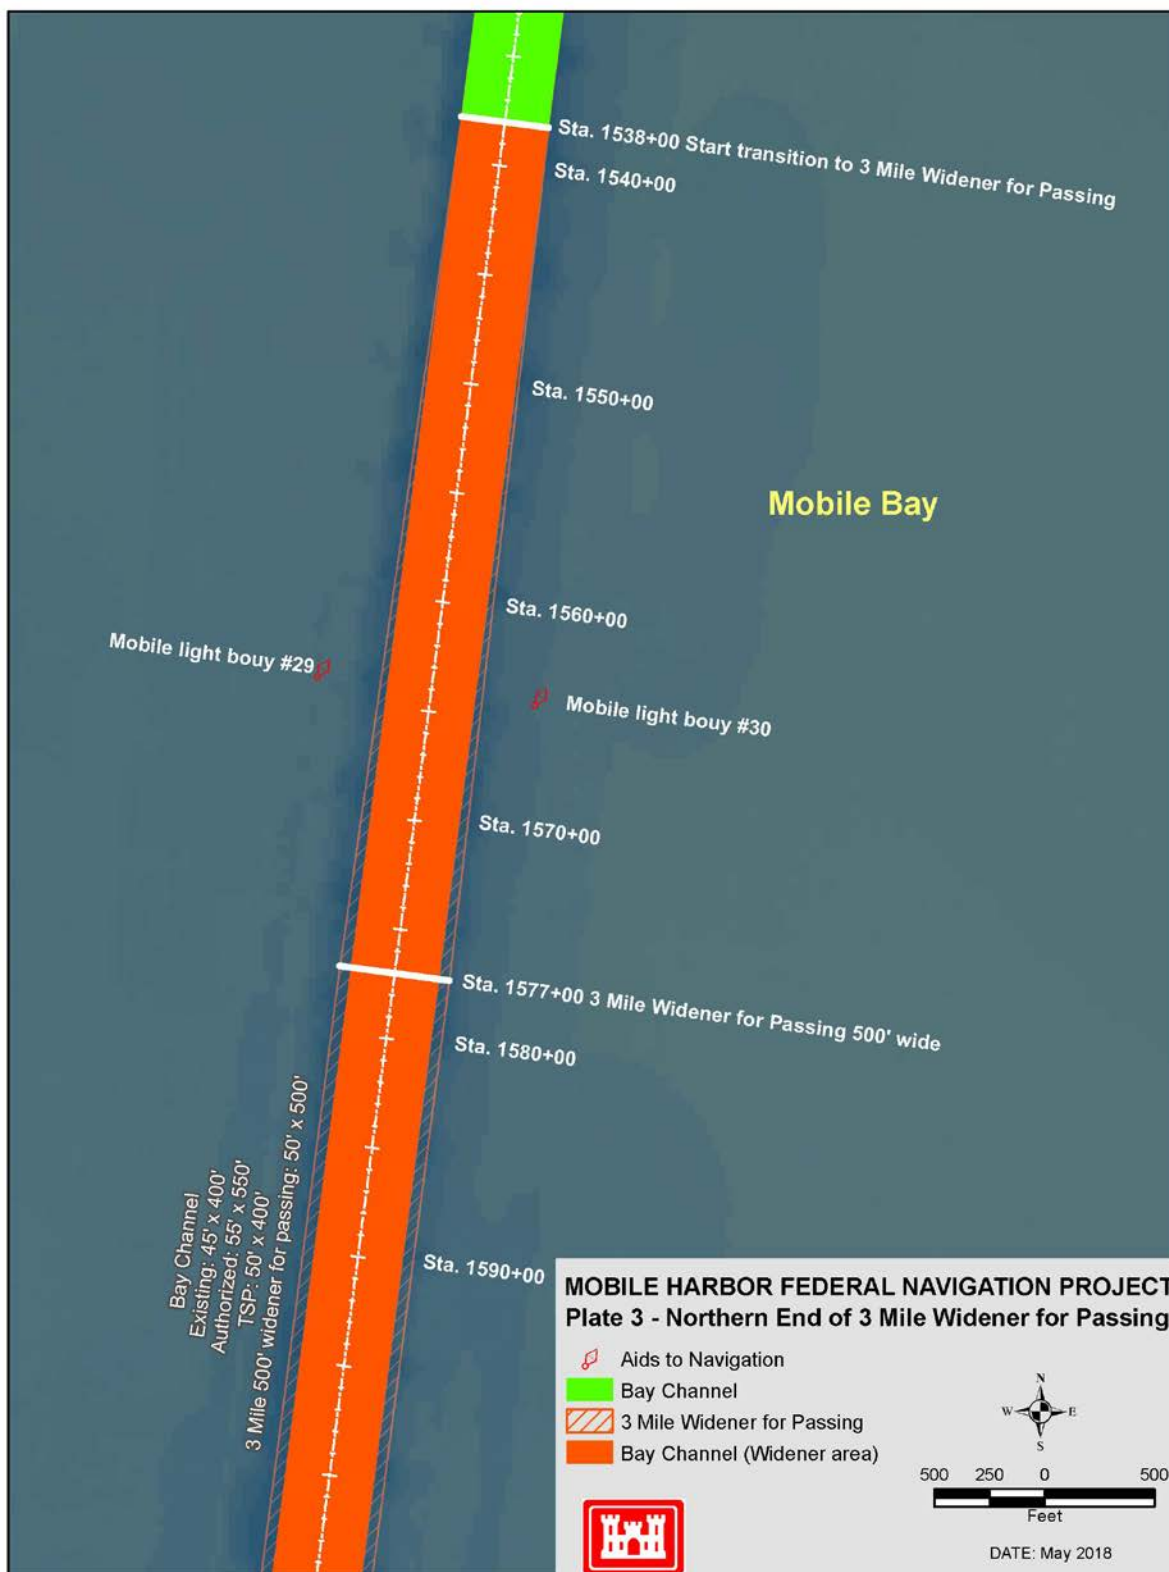 Sta. 1538+00 Start transition to 3 Mile Widener for Passing
Sta. 1540+00
Sta. 1550+00
Mobile Bay
Sta. 1560+00
Mobile light bouy #29
Mobile light bouy #30
Sta. 1570+00
Sta. 1577+00 3 Mile Widener for Passing 500' wide
Sta. 1580+00
Bay Channel
Existing: 45' x 400'
Authorized: 55' x 550'
TSP: 50' x 400'
3 Mile 500' widener for passing: 50' x 500'
Sta. 1590+00
MOBILE HARBOR FEDERAL NAVIGATION PROJECT
Plate 3 - Northern End of 3 Mile Widener for Passing
Aids to Navigation
Bay Channel
3 Mile Widener for Passing
Bay Channel (Widener area)
N
W E
S
500 250 0 500
Feet
DATE: May 2018